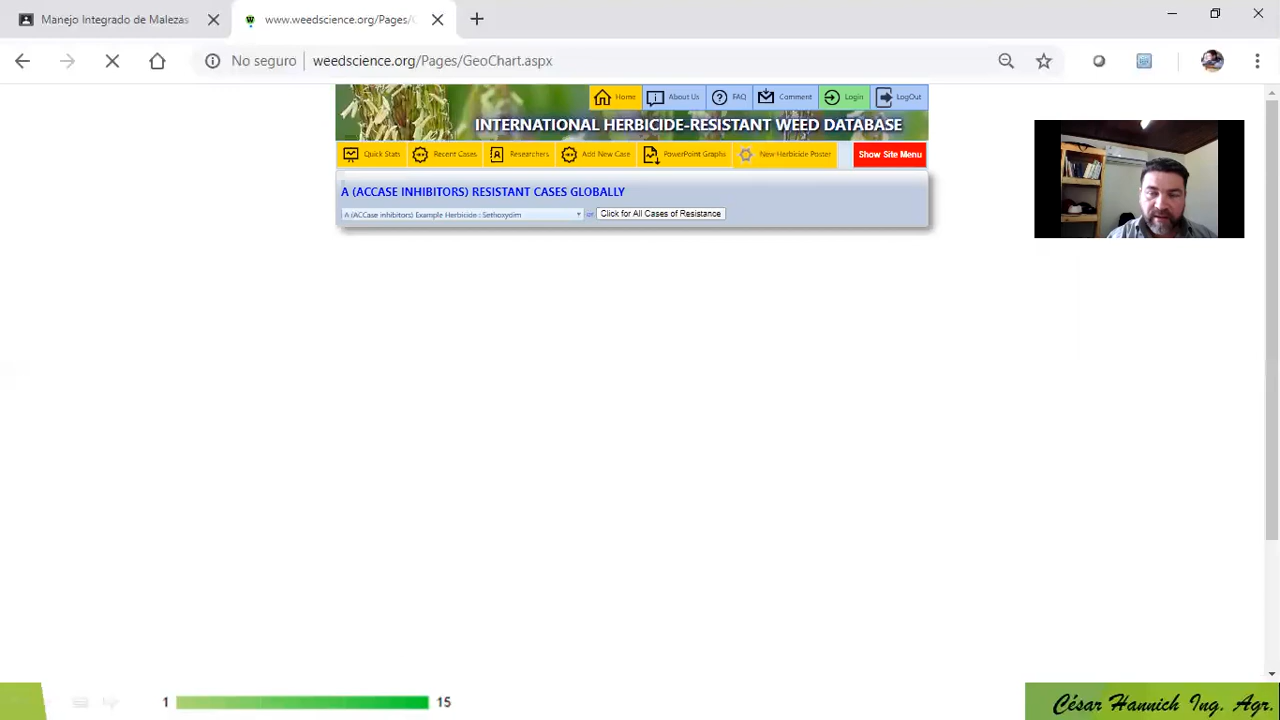 Manejo Integrado de Malezas
www.weedscience.org/Pages/G
No seguro
weedscience.org/Pages/GeoChart.aspx
Home
About Us
FAQ
Comment
Login
LogOut
INTERNATIONAL HERBICIDE-RESISTANT WEED DATABASE
Quick Stats
Recent Cases
Researchers
Add New Case
PowerPoint Graphs
New Herbicide Poster
Show Site Menu
A (ACCASE INHIBITORS) RESISTANT CASES GLOBALLY
A (ACCase inhibitors) Example Herbicide : Sethoxydim
or
Click for All Cases of Resistance
1
15
César Hannich Ing. Agr.